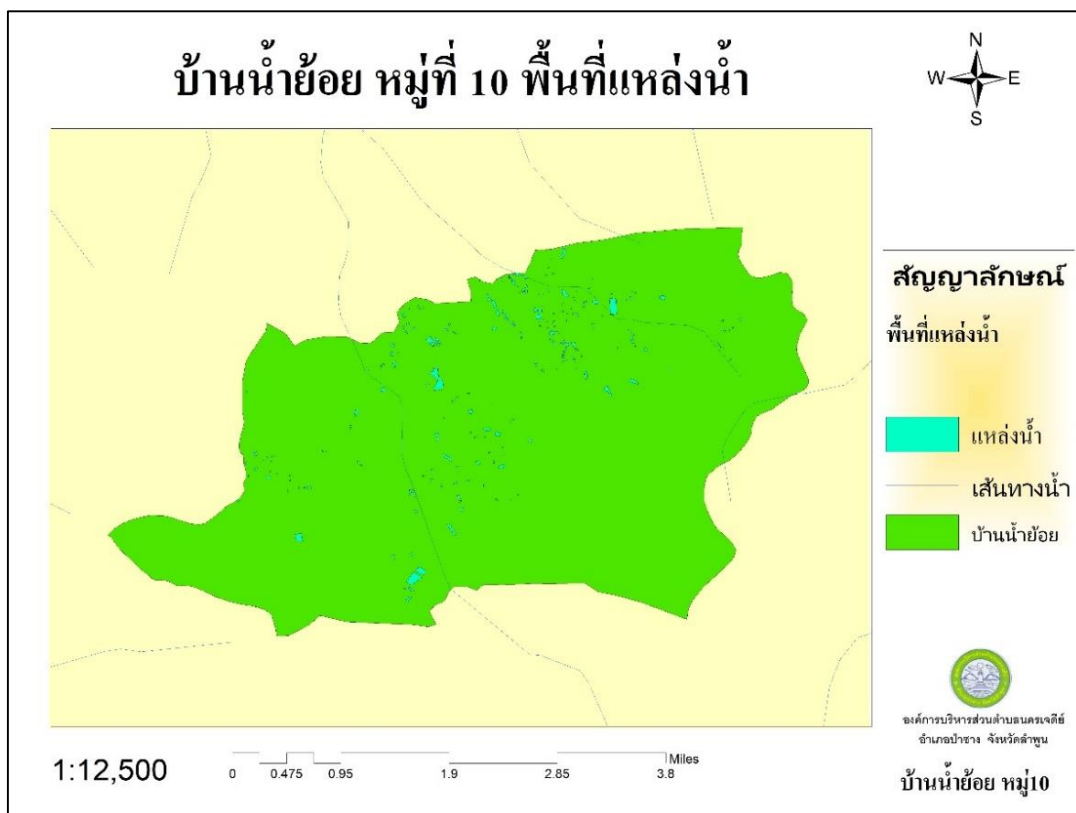 บ้านน้ำย้อย หมู่ที่ 10 พื้นที่แหล่งน้ำ
N
W E
S
สัญญาลักษณ์
พื้นที่แหล่งน้ำ
แหล่งน้ำ
เส้นทางน้ำ
บ้านน้ำย้อย
องค์การบริหารส่วนตำบลนครเจดีย์
อำเภอป่าซาง จังหวัดลำพูน
บ้านน้ำย้อย หมู่10
1:12,500
Miles
0 0.475 0.95 1.9 2.85 3.8